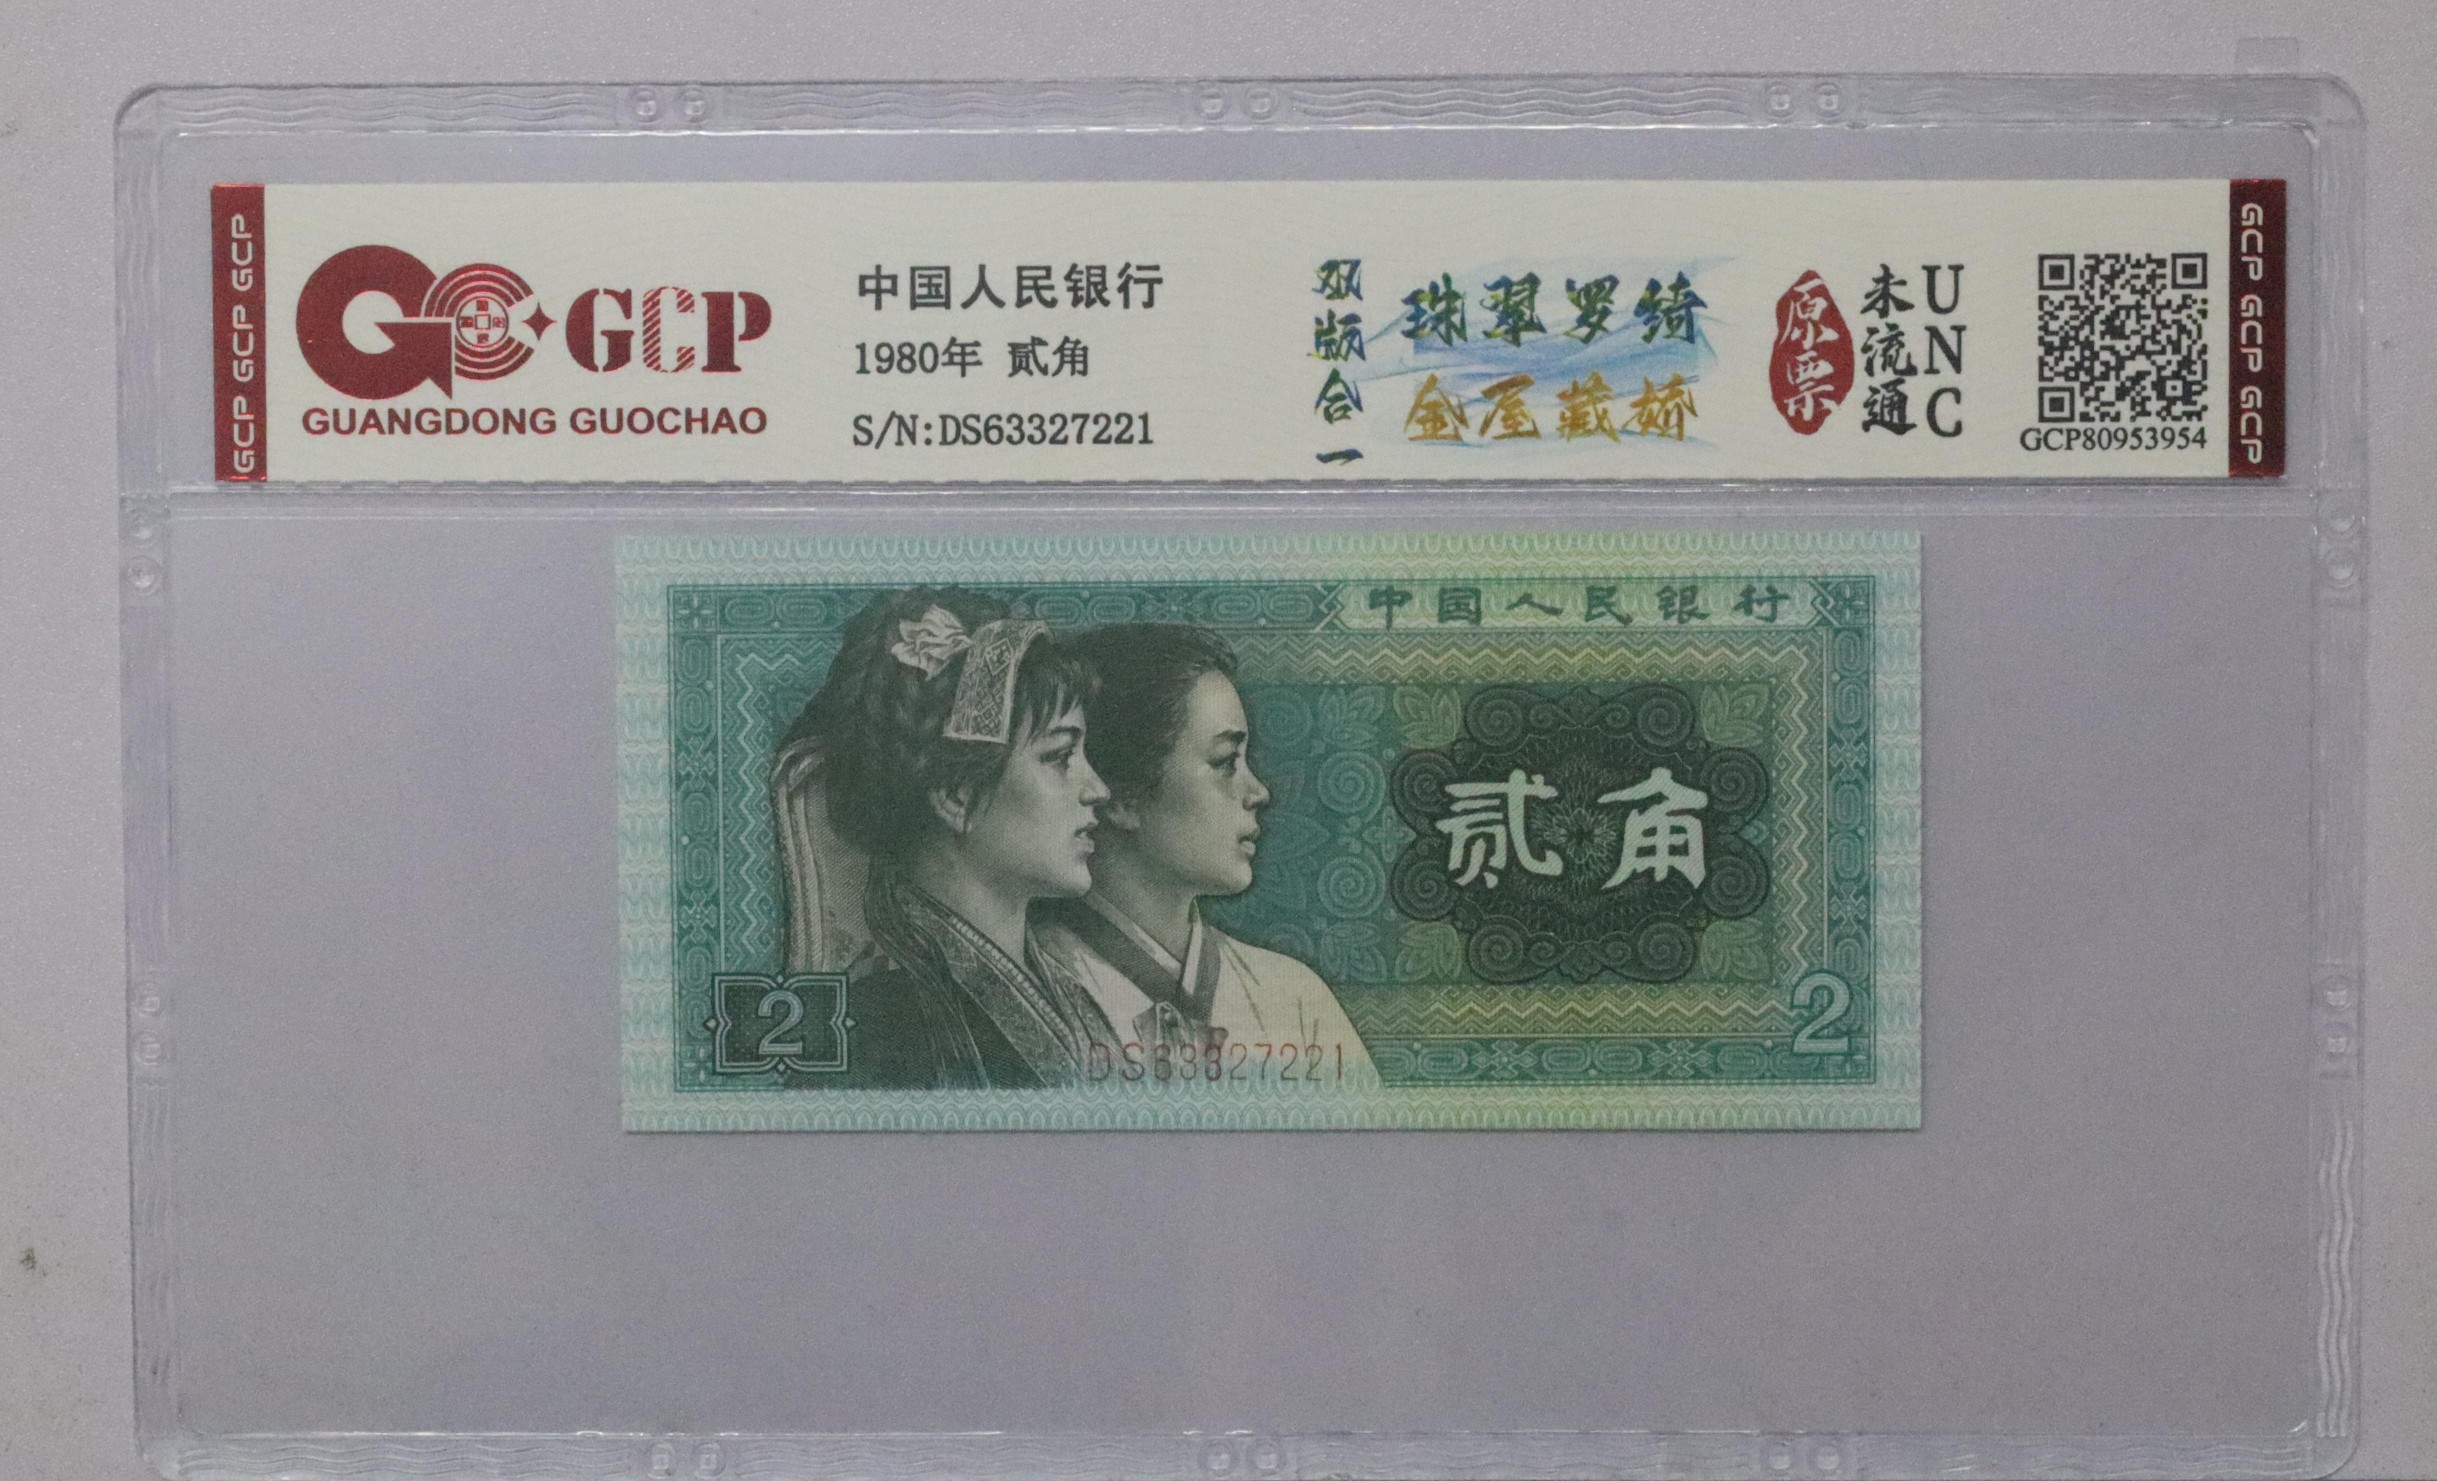 GCP GCP GCP
GCP
GUANGDONG GUOCHAO
中国人民银行
1980年 贰角
S/N:DS63327221
双版合一
珠翠罗绮
金屋藏娇
原票
未流通
UNC
GCP80953954
GCP GCP GCP
中国人民银行
贰角
2
2
DS63327221